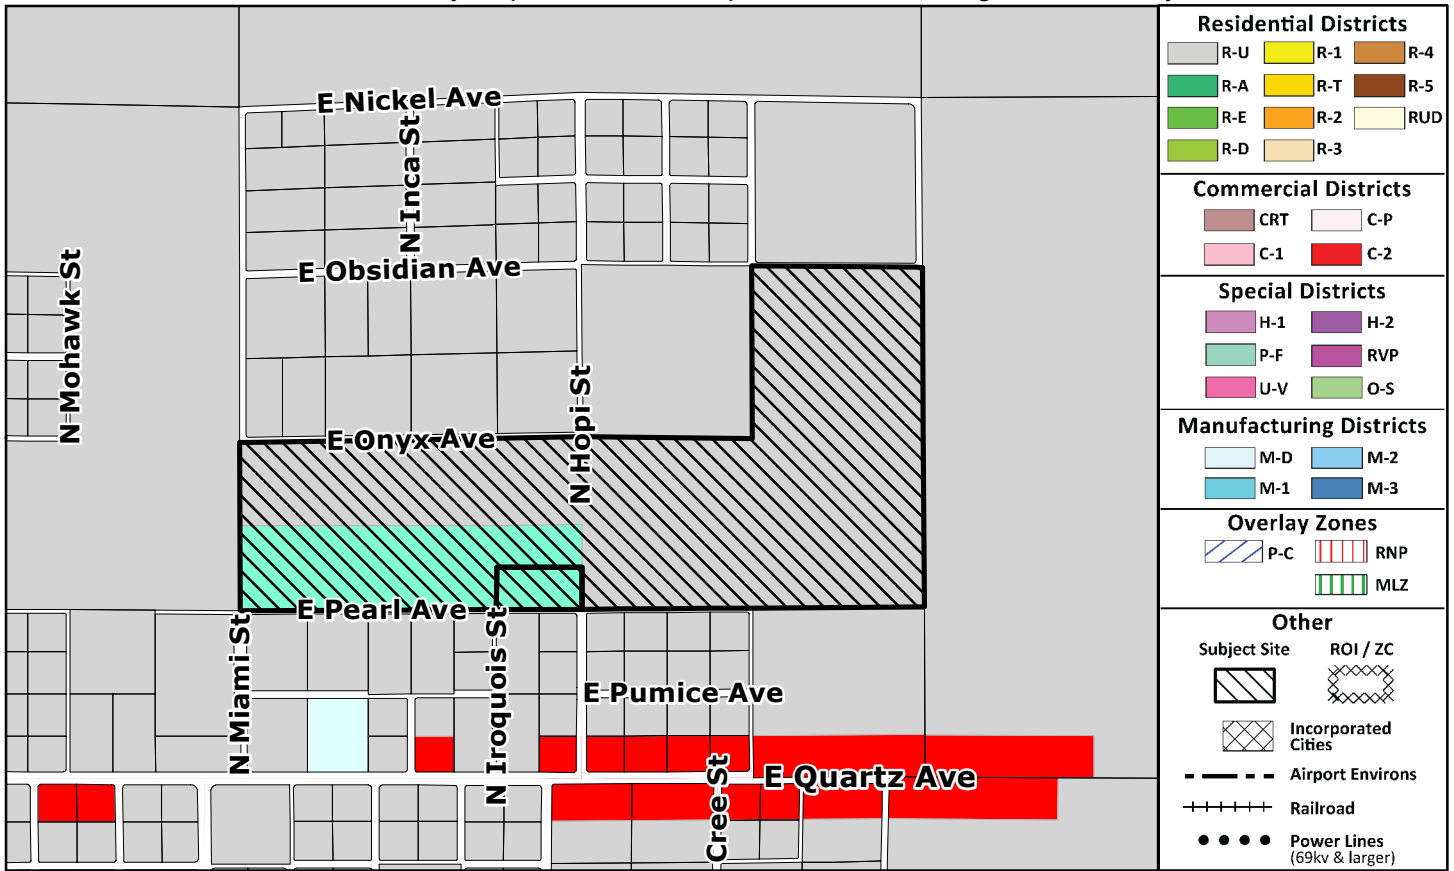 E Nickel Ave
N Inca St
E Obsidian Ave
N Mohawk St
N Hopi St
E Onyx Ave
E Pearl Ave
N Miami St
N Iroquois St
E Pumice Ave
Cree St
E Quartz Ave
Residential Districts
R-U R-1 R-4
R-A R-T R-5
R-E R-2 RUD
R-D R-3
Commercial Districts
CRT C-P
C-1 C-2
Special Districts
H-1 H-2
P-F RVP
U-V O-S
Manufacturing Districts
M-D M-2
M-1 M-3
Overlay Zones
P-C RNP
MLZ
Other
Subject Site ROI / ZC
Incorporated
Cities
Airport Environs
Railroad
Power Lines
(69kv & larger)